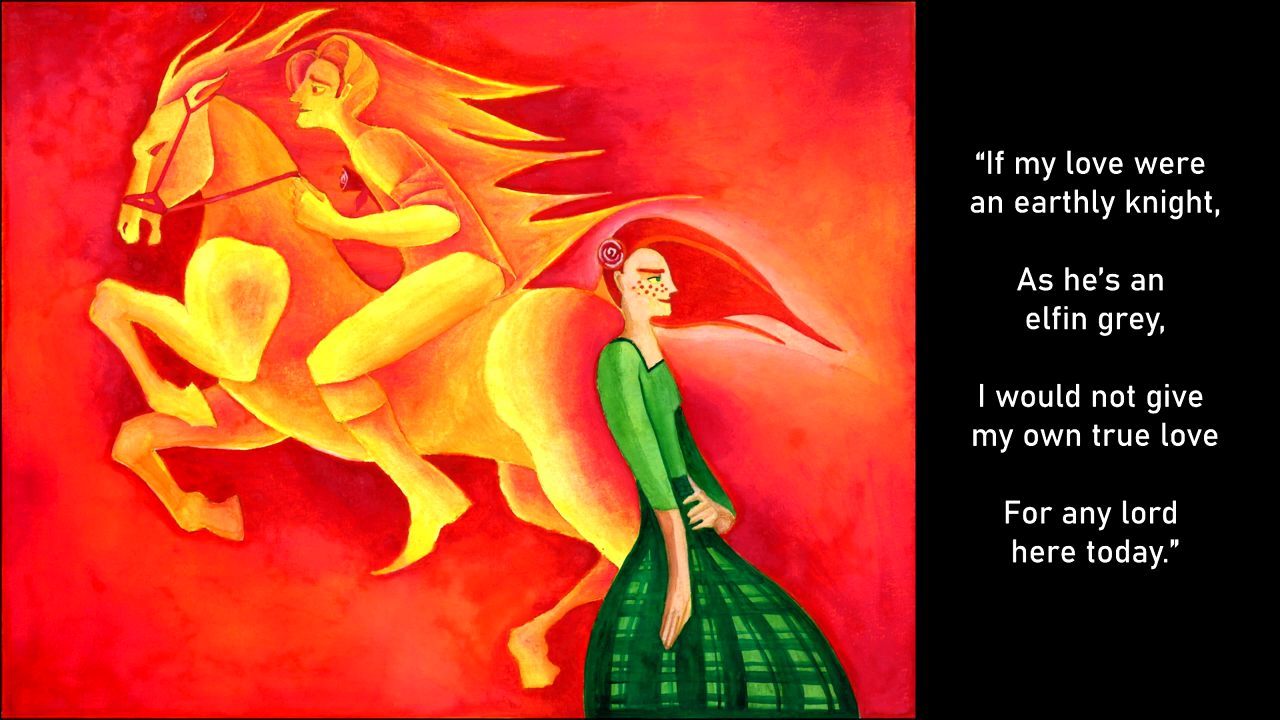 “If my love were
an earthly knight,
As he’s an
elfin grey,
I would not give
my own true love
For any lord
here today.”